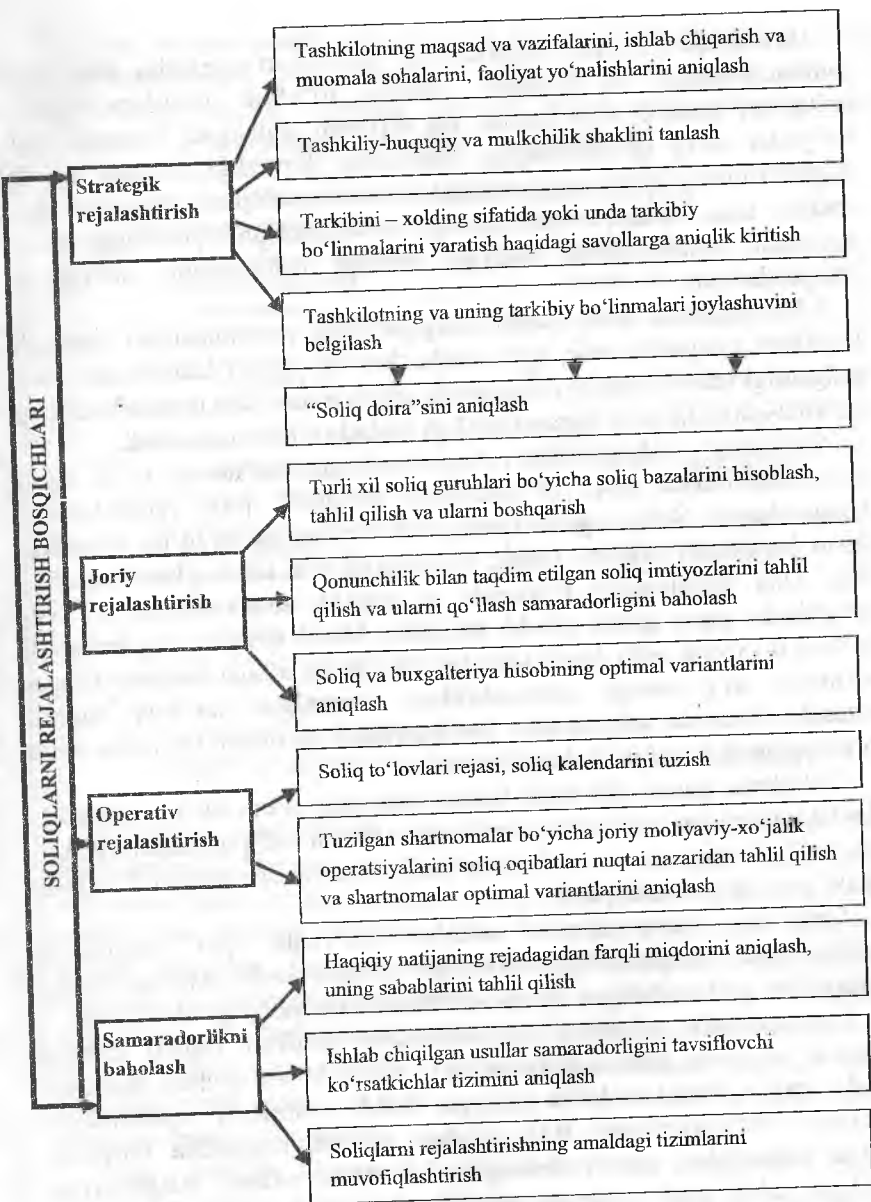 SOLIQLARNI REJALASHTIRISH BOSQICHLARI
Strategik
rejalashtirish
Tashkilotning maqsad va vazifalarini, ishlab chiqarish va
muomala sohalarini, faoliyat yo‘nalishlarini aniqlash
Tashkiliy-huquqiy va mulkchilik shaklini tanlash
Tarkibini – xolding sifatida yoki unda tarkibiy
bo‘linmalarini yaratish haqidagi savollarga aniqlik kiritish
Tashkilotning va uning tarkibiy bo‘linmalari joylashuvini
belgilash
“Soliq doira”sini aniqlash
Joriy
rejalashtirish
Turli xil soliq guruhlari bo‘yicha soliq bazalarini hisoblash,
tahlil qilish va ularni boshqarish
Qonunchilik bilan taqdim etilgan soliq imtiyozlarini tahlil
qilish va ularni qo‘llash samaradorligini baholash
Soliq va buxgalteriya hisobining optimal variantlarini
aniqlash
Operativ
rejalashtirish
Soliq to‘lovlari rejasi, soliq kalendarini tuzish
Tuzilgan shartnomalar bo‘yicha joriy moliyaviy-xo‘jalik
operatsiyalarini soliq oqibatlari nuqtai nazaridan tahlil qilish
va shartnomalar optimal variantlarini aniqlash
Samaradorlikni
baholash
Haqiqiy natijaning rejadagidan farqli miqdorini aniqlash,
uning sabablarini tahlil qilish
Ishlab chiqilgan usullar samaradorligini tavsiflovchi
ko‘rsatkichlar tizimini aniqlash
Soliqlarni rejalashtirishning amaldagi tizimlarini
muvofiqlashtirish